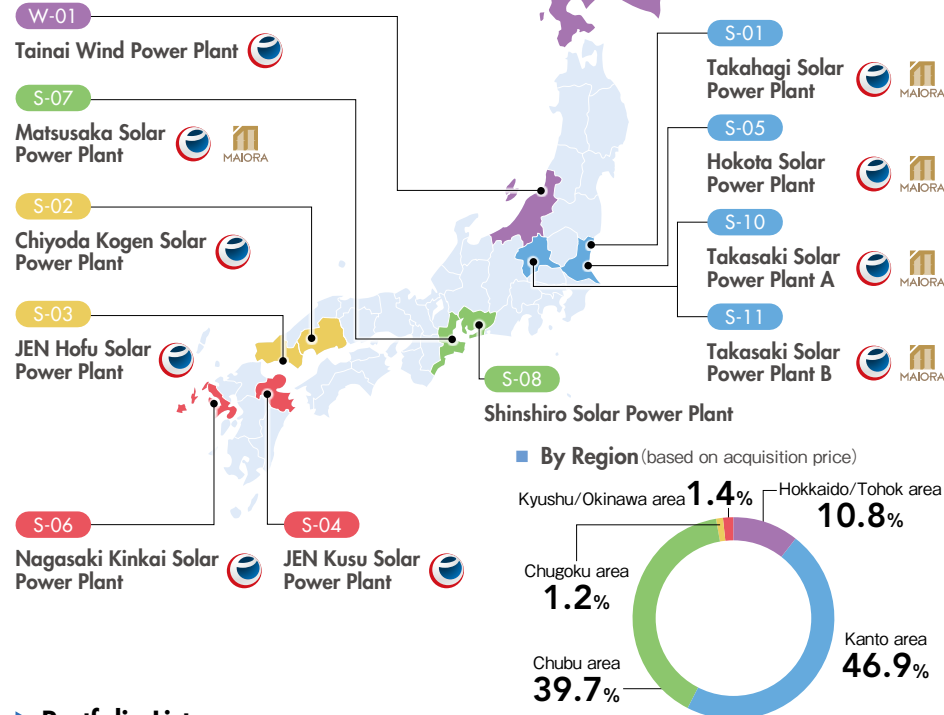 W-01
Tainai Wind Power Plant
S-07
Matsusaka Solar
Power Plant
MAIORA
S-02
Chiyoda Kogen Solar
Power Plant
S-03
JEN Hofu Solar
Power Plant
S-06
Nagasaki Kinkai Solar
Power Plant
S-04
JEN Kusu Solar
Power Plant
S-01
Takahagi Solar
Power Plant
MAIORA
S-05
Hokota Solar
Power Plant
MAIORA
S-10
Takasaki Solar
Power Plant A
MAIORA
S-11
Takasaki Solar
Power Plant B
MAIORA
S-08
Shinshiro Solar Power Plant
By Region (based on acquisition price)
Kyushu/Okinawa area 1.4%
Hokkaido/Tohok area
10.8%
Chugoku area
1.2%
Kanto area
46.9%
Chubu area
39.7%
Portfolio List